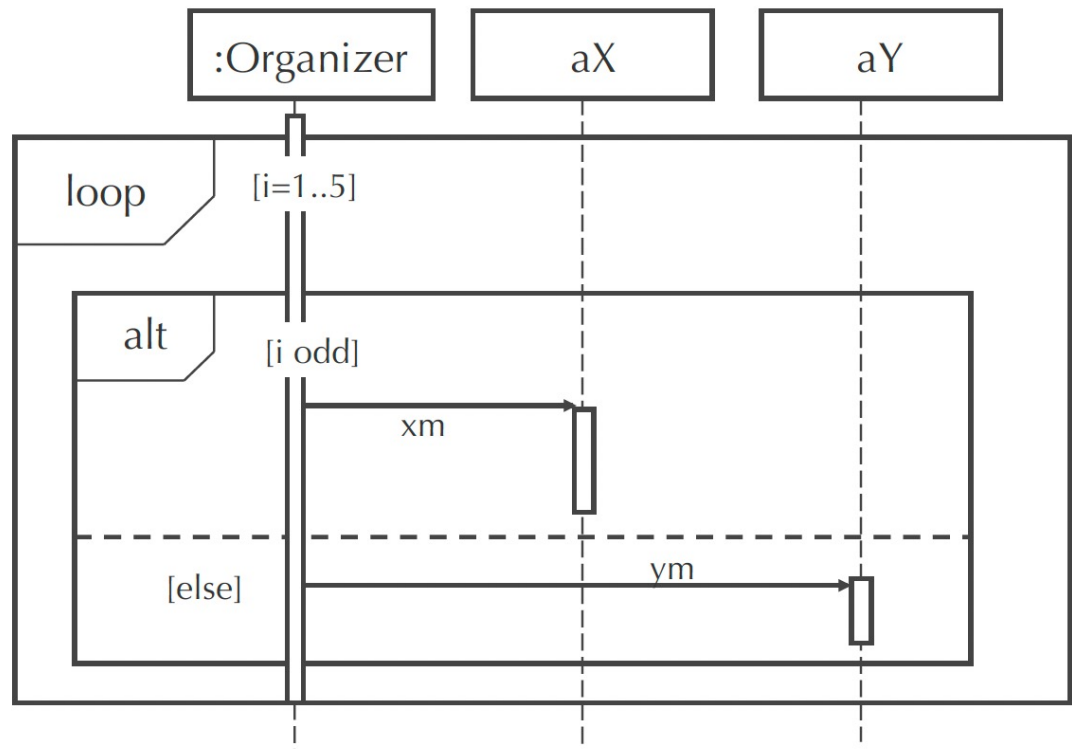 :Organizer
aX
aY
loop
[i=1..5]
alt
[i odd]
xm
ym
[else]